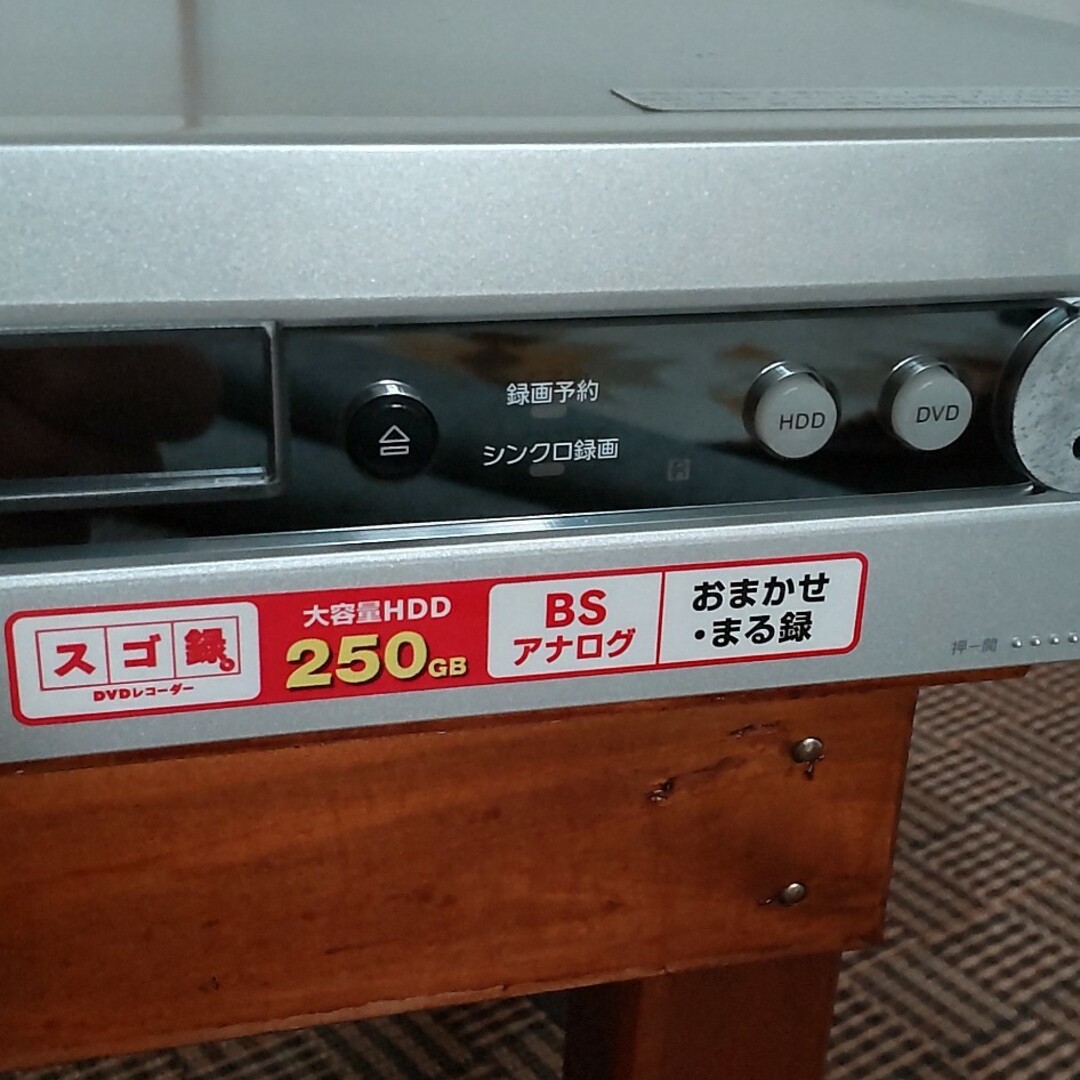 録画予約
シンクロ録画
HDD
DVD
スゴ録。
DVDレコーダー
大容量HDD
250GB
BS
アナログ
おまかせ
・まる録
押−開